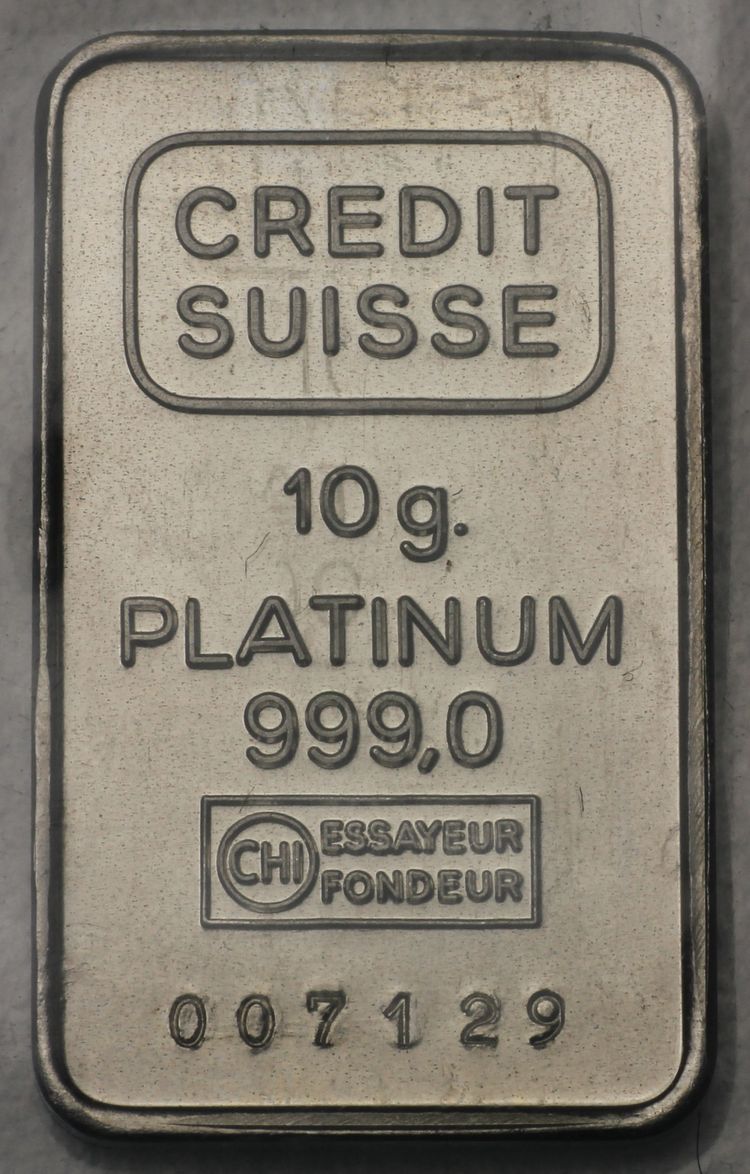 CREDIT
SUISSE
10 g.
PLATINUM
999,0
CHI ESSAYEUR
FONDEUR
007129